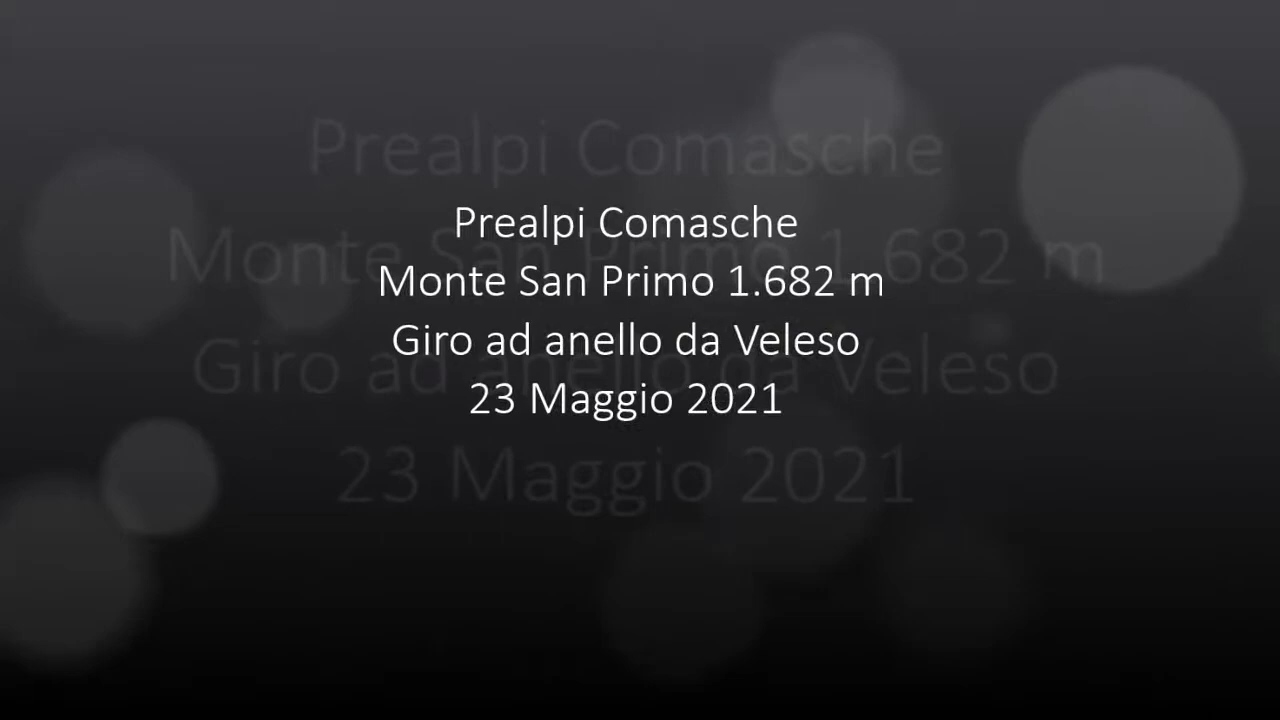 Prealpi Comasche
Monte San Primo 1.682 m
Giro ad anello da Veleso
23 Maggio 2021